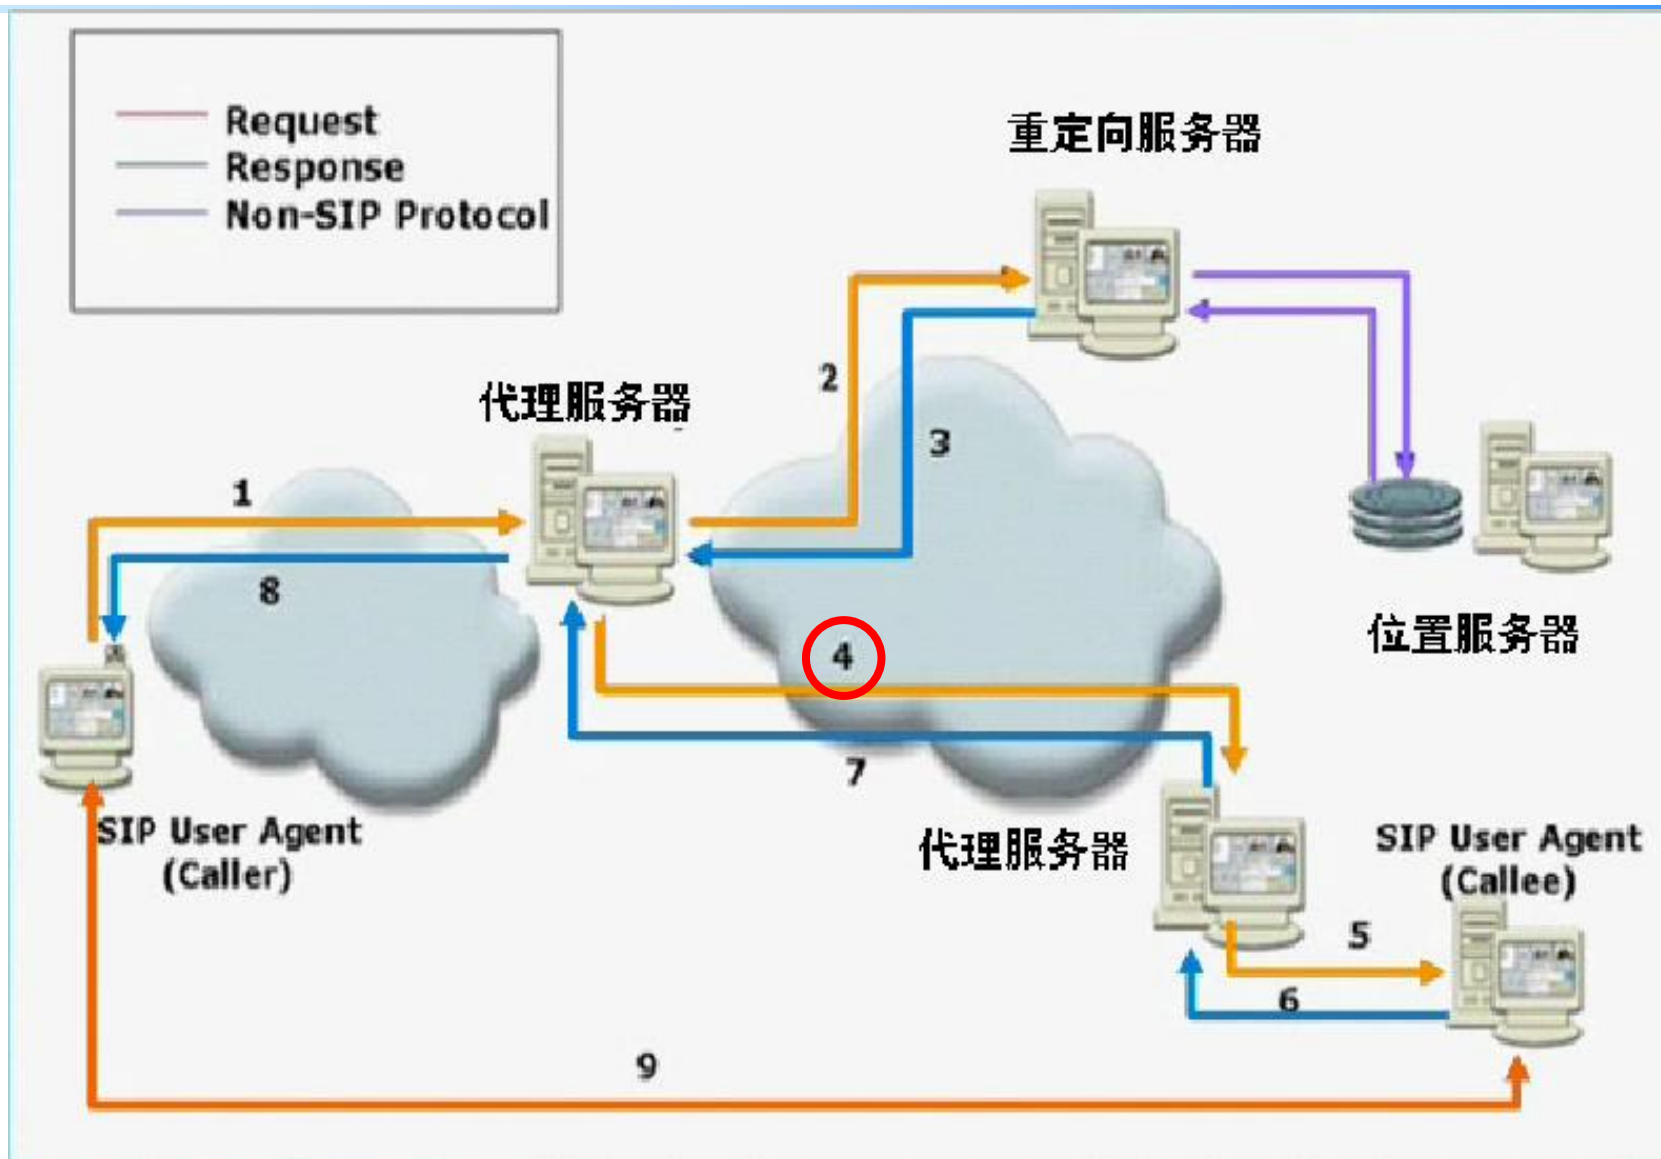 Request
Response
Non-SIP Protocol
重定向服务器
2
代理服务器
3
1
8
4
位置服务器
7
SIP User Agent
(Caller)
代理服务器
SIP User Agent
(Callee)
5
6
9